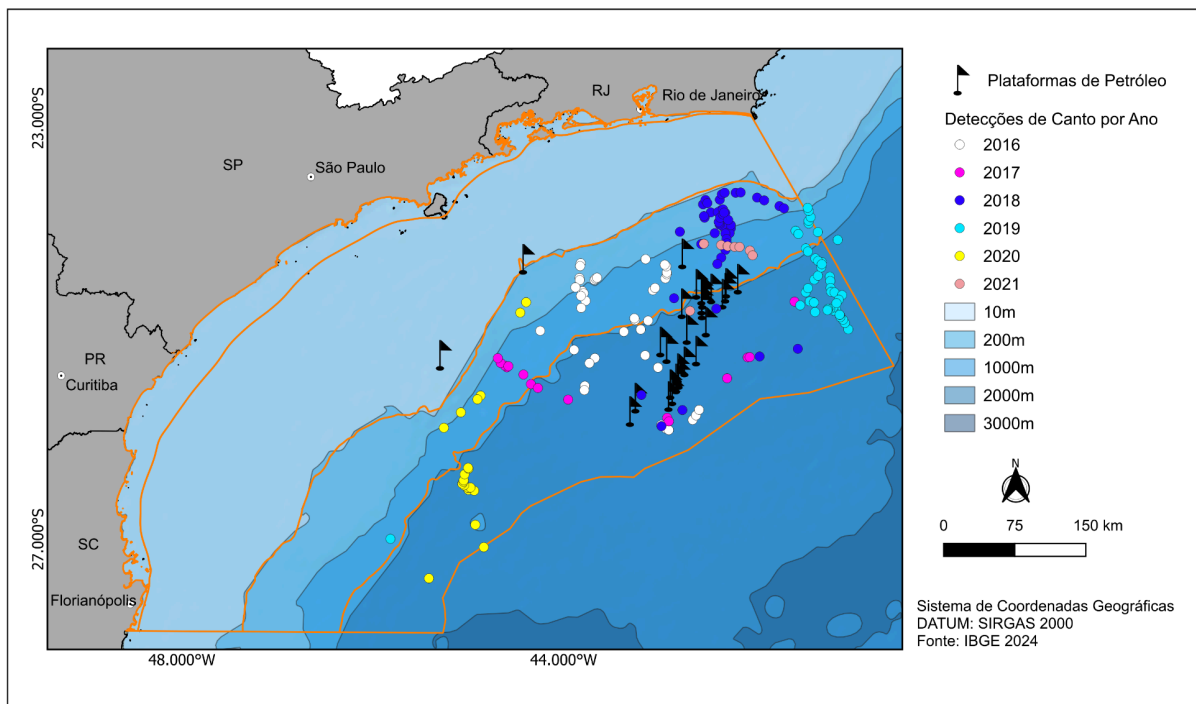 23.000°S
27.000°S
48.000°W
44.000°W
RJ
Rio de Janeiro
SP
São Paulo
PR
Curitiba
SC
Florianópolis
Plataformas de Petróleo
Detecções de Canto por Ano
2016
2017
2018
2019
2020
2021
10m
200m
1000m
2000m
3000m
N
0 75 150 km
Sistema de Coordenadas Geográficas
DATUM: SIRGAS 2000
Fonte: IBGE 2024